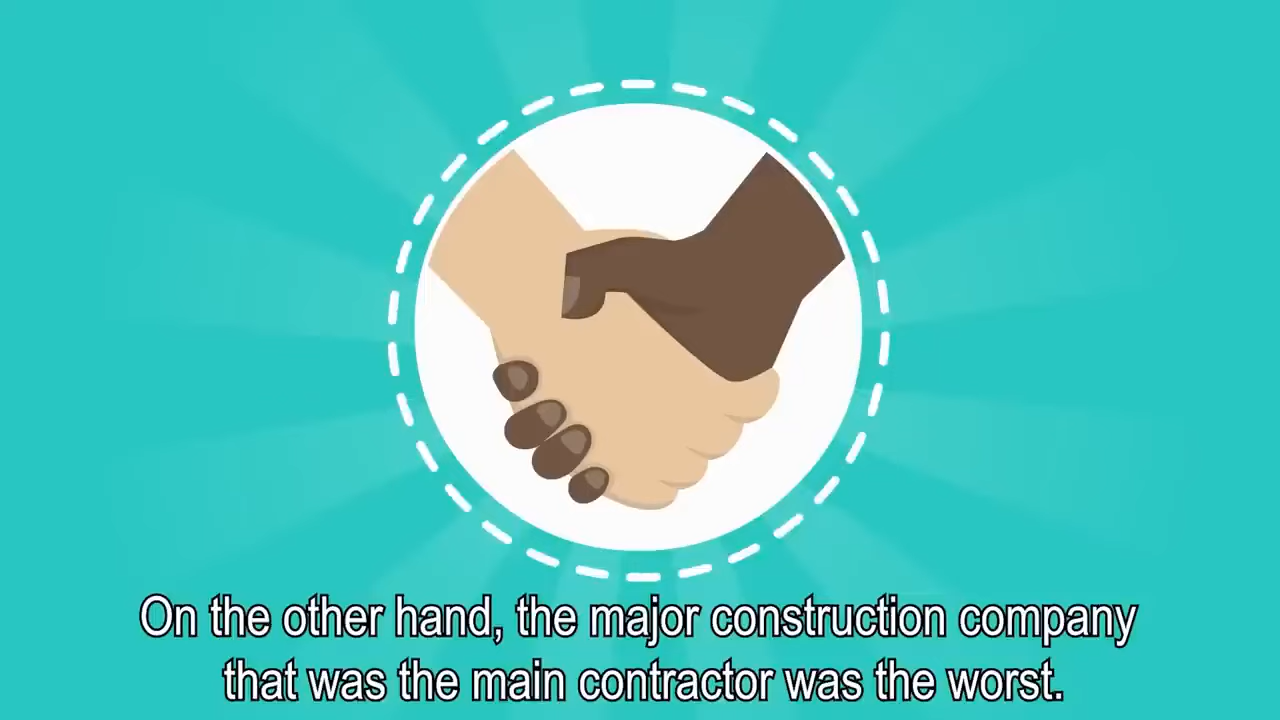 On the other hand, the major construction company
that was the main contractor was the worst.